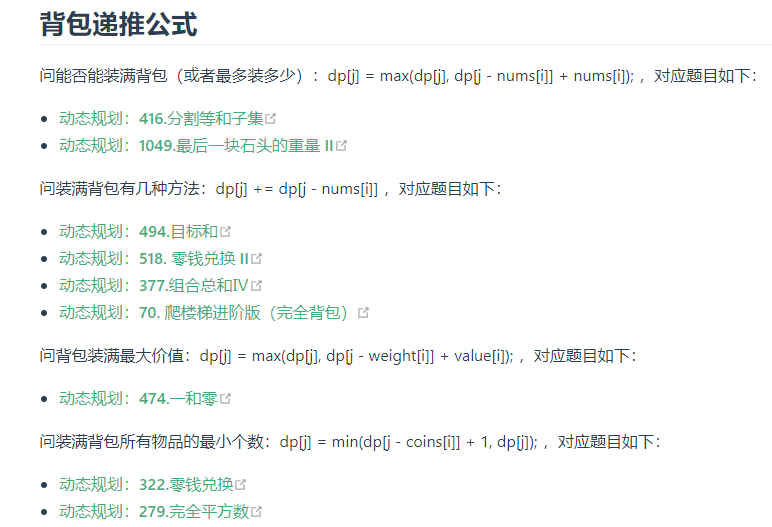 背包递推公式
问能否能装满背包（或者最多装多少）：dp[j] = max(dp[j], dp[j - nums[i]] + nums[i]); ，对应题目如下：
动态规划：416.分割等和子集
动态规划：1049.最后一块石头的重量 II
问装满背包有几种方法：dp[j] += dp[j - nums[i]] ，对应题目如下：
动态规划：494.目标和
动态规划：518. 零钱兑换 II
动态规划：377.组合总和Ⅳ
动态规划：70. 爬楼梯进阶版（完全背包）
问背包装满最大价值：dp[j] = max(dp[j], dp[j - weight[i]] + value[i]); ，对应题目如下：
动态规划：474.一和零
问装满背包所有物品的最小个数：dp[j] = min(dp[j - coins[i]] + 1, dp[j]); ，对应题目如下：
动态规划：322.零钱兑换
动态规划：279.完全平方数